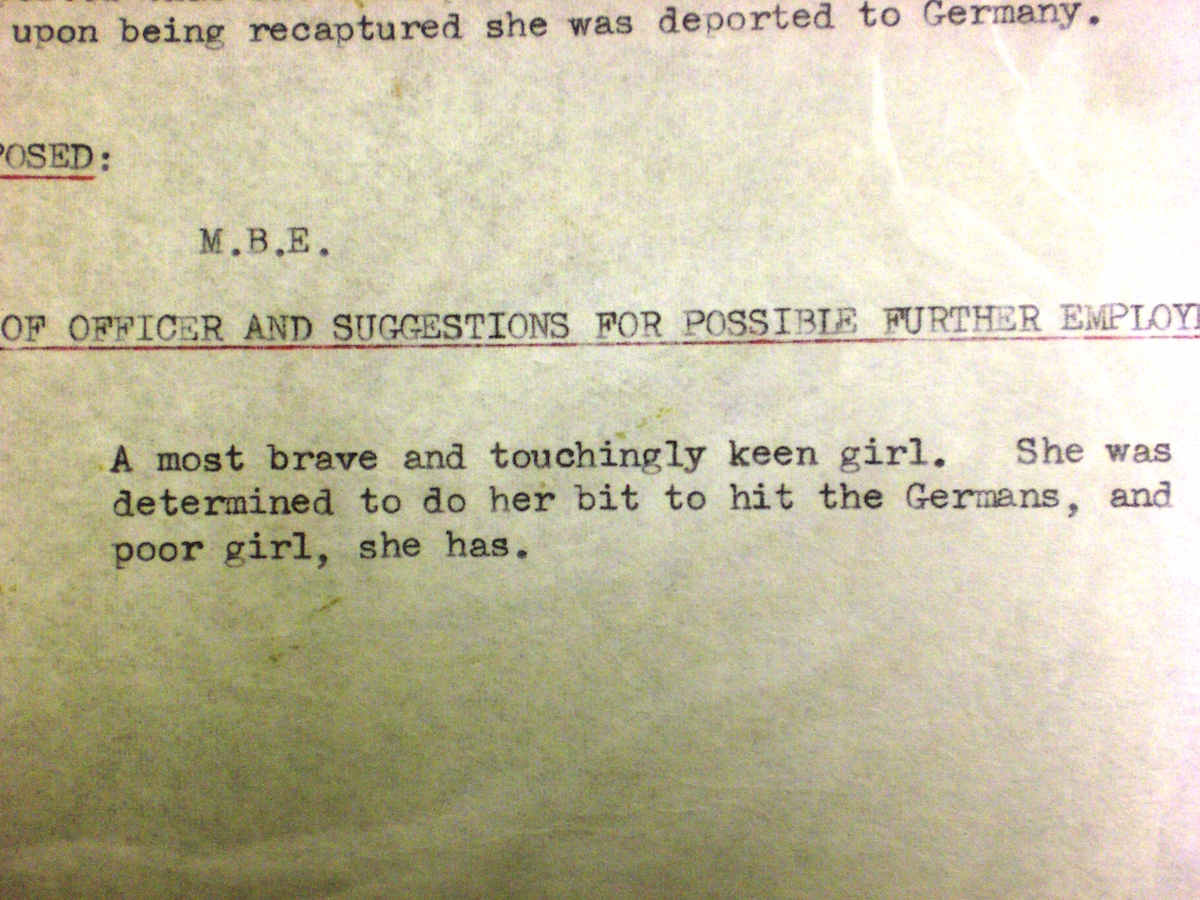 upon being recaptured she was deported to Germany.
POSED:
M.B.E.
OF OFFICER AND SUGGESTIONS FOR POSSIBLE FURTHER EMPLOY
A most brave and touchingly keen girl. She was
determined to do her bit to hit the Germans, and
poor girl, she has.